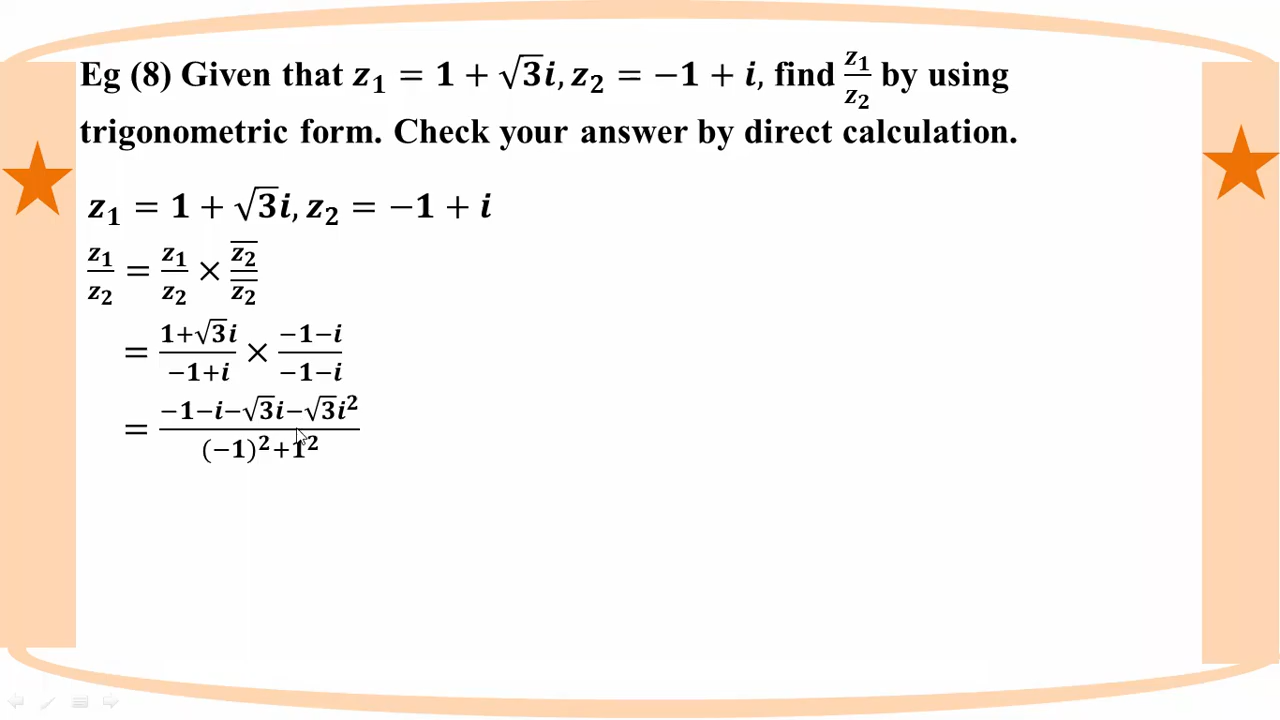 Eg (8) Given that z₁ = 1 + √3i, z₂ = −1 + i, find z₁/z₂ by using
trigonometric form. Check your answer by direct calculation.
z₁ = 1 + √3i, z₂ = −1 + i
z₁/z₂ = z₁/z₂ × z̅₂/z̅₂
= (1+√3i)/(−1+i) × (−1−i)/(−1−i)
= (−1−i−√3i−√3i²)/((−1)²+1²)